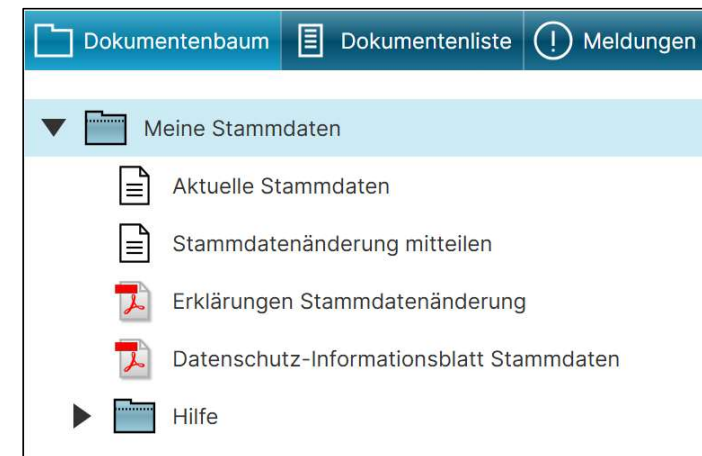 Dokumentenbaum Dokumentenliste Meldungen
Meine Stammdaten
Aktuelle Stammdaten
Stammdatenänderung mitteilen
Erklärungen Stammdatenänderung
Datenschutz-Informationsblatt Stammdaten
Hilfe